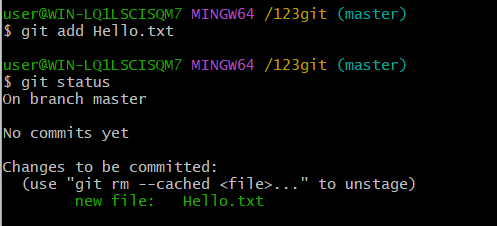 user@WIN-LQ1LSCISQM7 MINGW64 /123git (master)
$ git add Hello.txt
user@WIN-LQ1LSCISQM7 MINGW64 /123git (master)
$ git status
On branch master
No commits yet
Changes to be committed:
(use "git rm --cached <file>..." to unstage)
new file:   Hello.txt